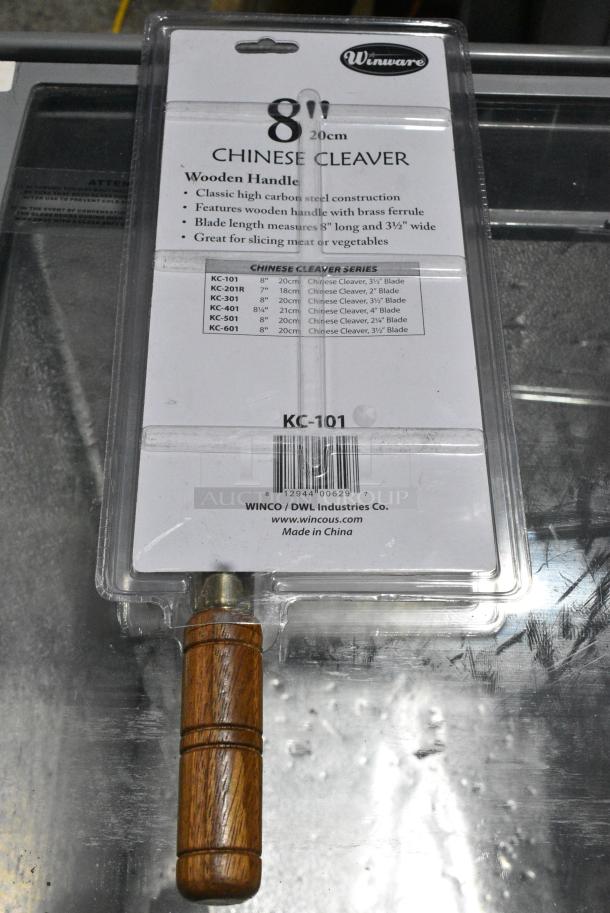 Winware
8"
20cm
CHINESE CLEAVER
Wooden Handle
• Classic high carbon steel construction
• Features wooden handle with brass ferrule
• Blade length measures 8" long and 3½" wide
• Great for slicing meat or vegetables
CHINESE CLEAVER SERIES
KC-101 8" 20cm Chinese Cleaver, 3½" Blade
KC-201R 7" 18cm Chinese Cleaver, 2" Blade
KC-301 8" 20cm Chinese Cleaver, 3½" Blade
KC-401 8¼" 21cm Chinese Cleaver, 4" Blade
KC-501 8" 20cm Chinese Cleaver, 2¼" Blade
KC-601 8" 20cm Chinese Cleaver, 3½" Blade
KC-101
12944 00629
AUCTION GROUP
WINCO / DWL Industries Co.
www.wincous.com
Made in China